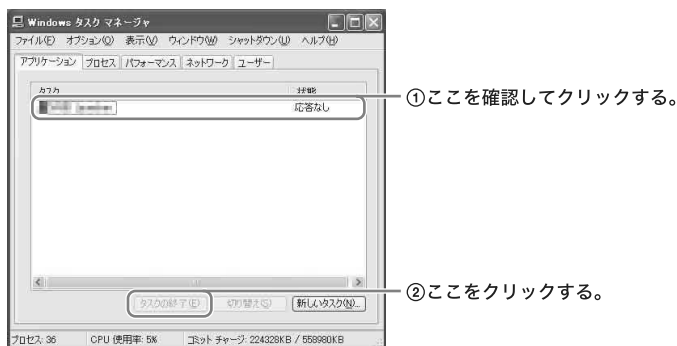 Windows タスク マネージャ
ファイル(F) オプション(O) 表示(V) ウィンドウ(W) シャットダウン(U) ヘルプ(H)
アプリケーション プロセス パフォーマンス ネットワーク ユーザー
タスク 状態
応答なし
①ここを確認してクリックする。
タスクの終了(E) 切り替え(S) 新しいタスク(N)...
②ここをクリックする。
プロセス: 36 CPU 使用率: 5% コミット チャージ: 224328KB / 558980KB